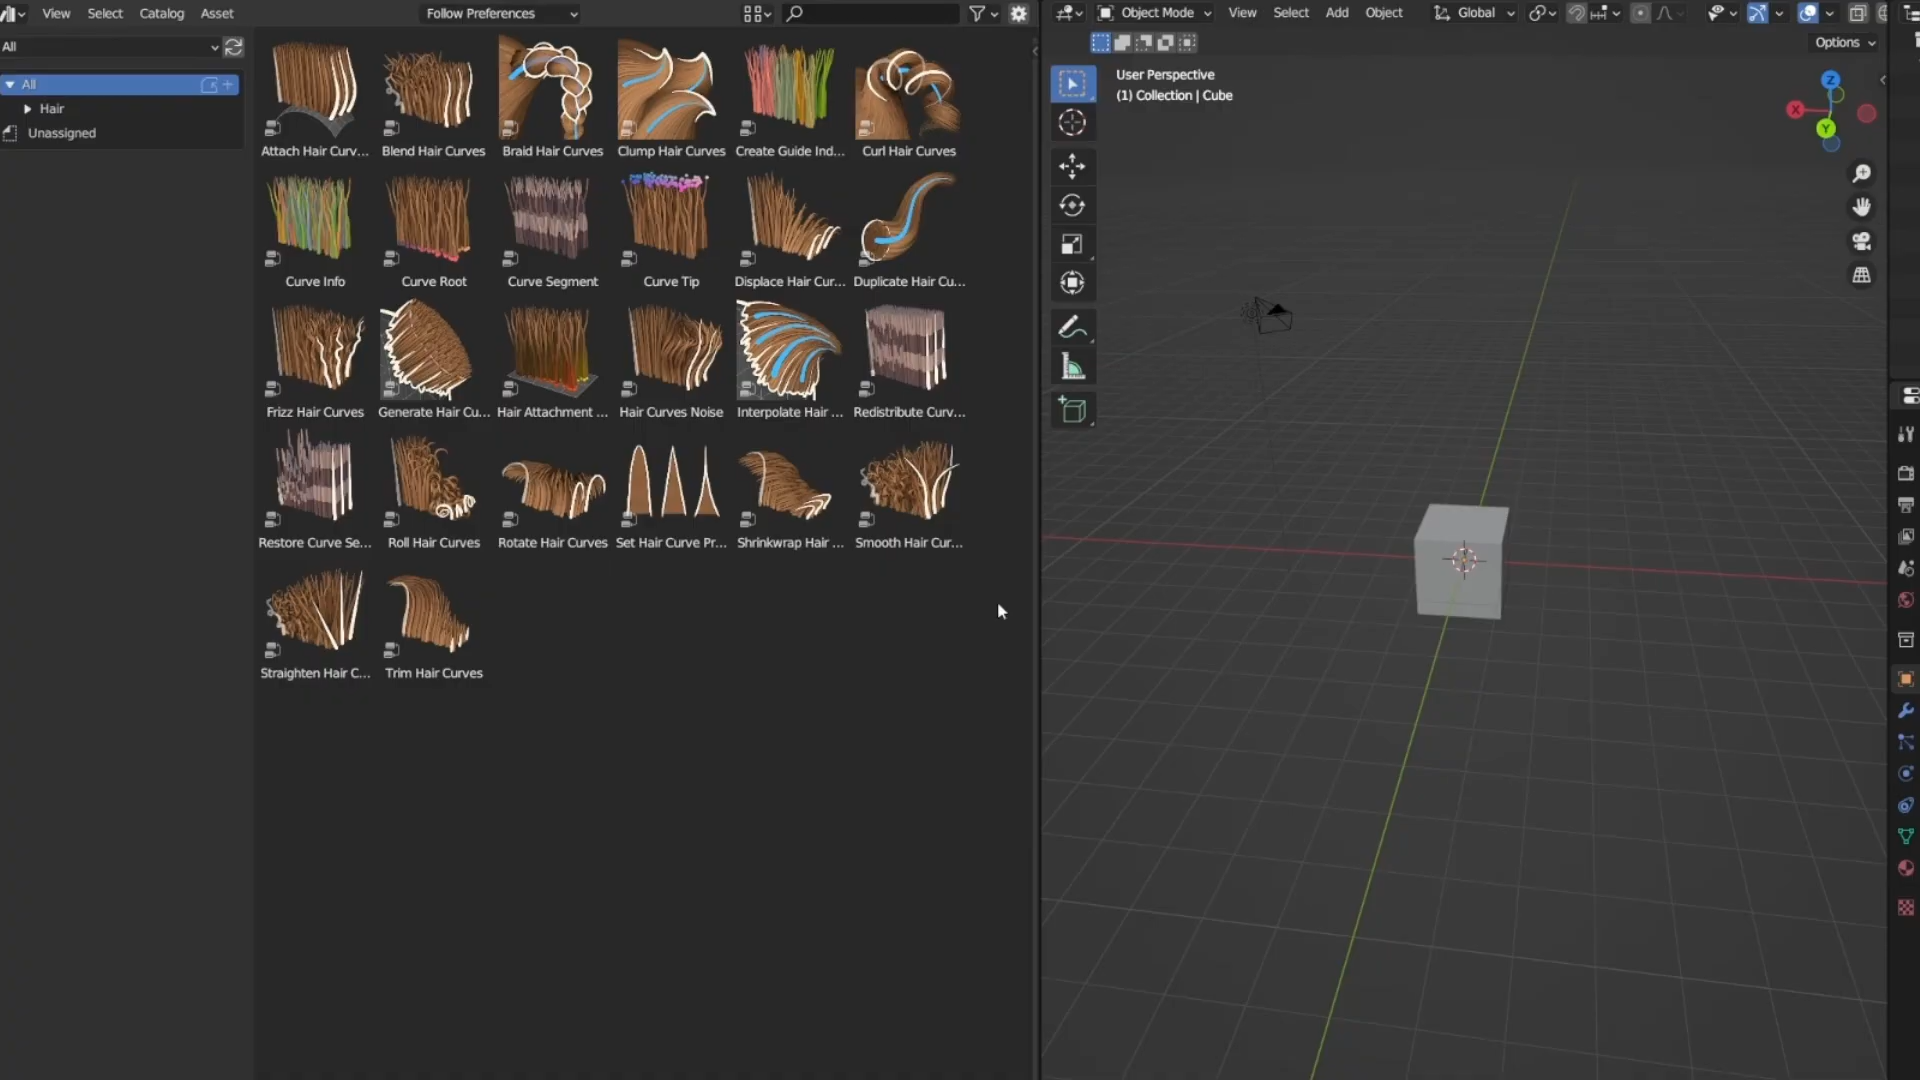 View Select Catalog Asset Follow Preferences
Object Mode View Select Add Object Global
All
Options
All
Hair
Unassigned
User Perspective
(1) Collection | Cube
Z
X
Y
Attach Hair Curv... Blend Hair Curves Braid Hair Curves Clump Hair Curves Create Guide Ind... Curl Hair Curves
Curve Info Curve Root Curve Segment Curve Tip Displace Hair Cur... Duplicate Hair Cu...
Frizz Hair Curves Generate Hair Cu... Hair Attachment ... Hair Curves Noise Interpolate Hair ... Redistribute Curv...
Restore Curve Se... Roll Hair Curves Rotate Hair Curves Set Hair Curve Pr... Shrinkwrap Hair ... Smooth Hair Cur...
Straighten Hair C... Trim Hair Curves